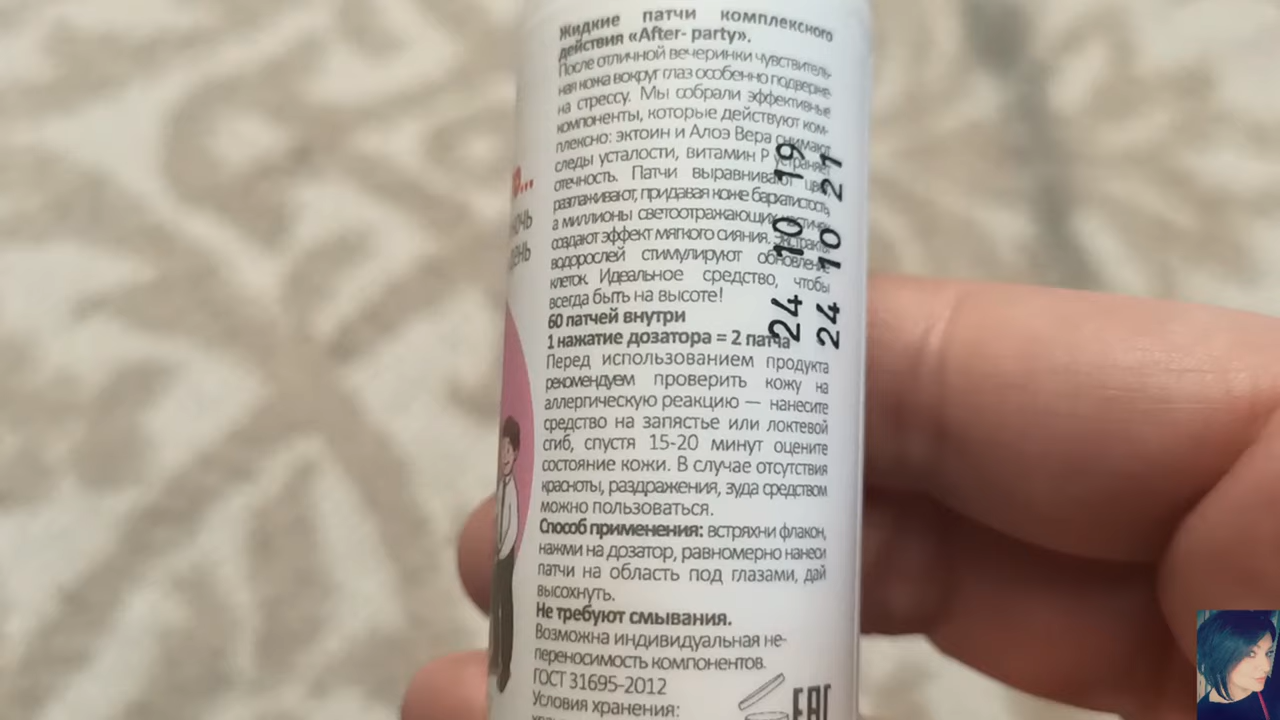 Жидкие патчи комплексного
действия «After- party».
После отличной вечеринки чувствитель-
ная кожа вокруг глаз особенно подверже-
на стрессу. Мы собрали эффективные
компоненты, которые действуют ком-
плексно: эктоин и Алоэ Вера снимают
следы усталости, витамин P устраняет
отечность. Патчи выравнивают цвет,
разглаживают, придавая коже бархатистость,
а миллионы светоотражающих частичек
создают эффект мягкого сияния. Экстракты
водорослей стимулируют обновление
клеток. Идеальное средство, чтобы
всегда быть на высоте!
60 патчей внутри
1 нажатие дозатора = 2 патча
Перед использованием продукта
рекомендуем проверить кожу на
аллергическую реакцию — нанесите
средство на запястье или локтевой
сгиб, спустя 15-20 минут оцените
состояние кожи. В случае отсутствия
красноты, раздражения, зуда средством
можно пользоваться.
Способ применения: встряхни флакон,
нажми на дозатор, равномерно нанеси
патчи на область под глазами, дай
высохнуть.
Не требуют смывания.
Возможна индивидуальная не-
переносимость компонентов.
ГОСТ 31695-2012
Условия хранения:
EAC
24 10 19
24 10 21